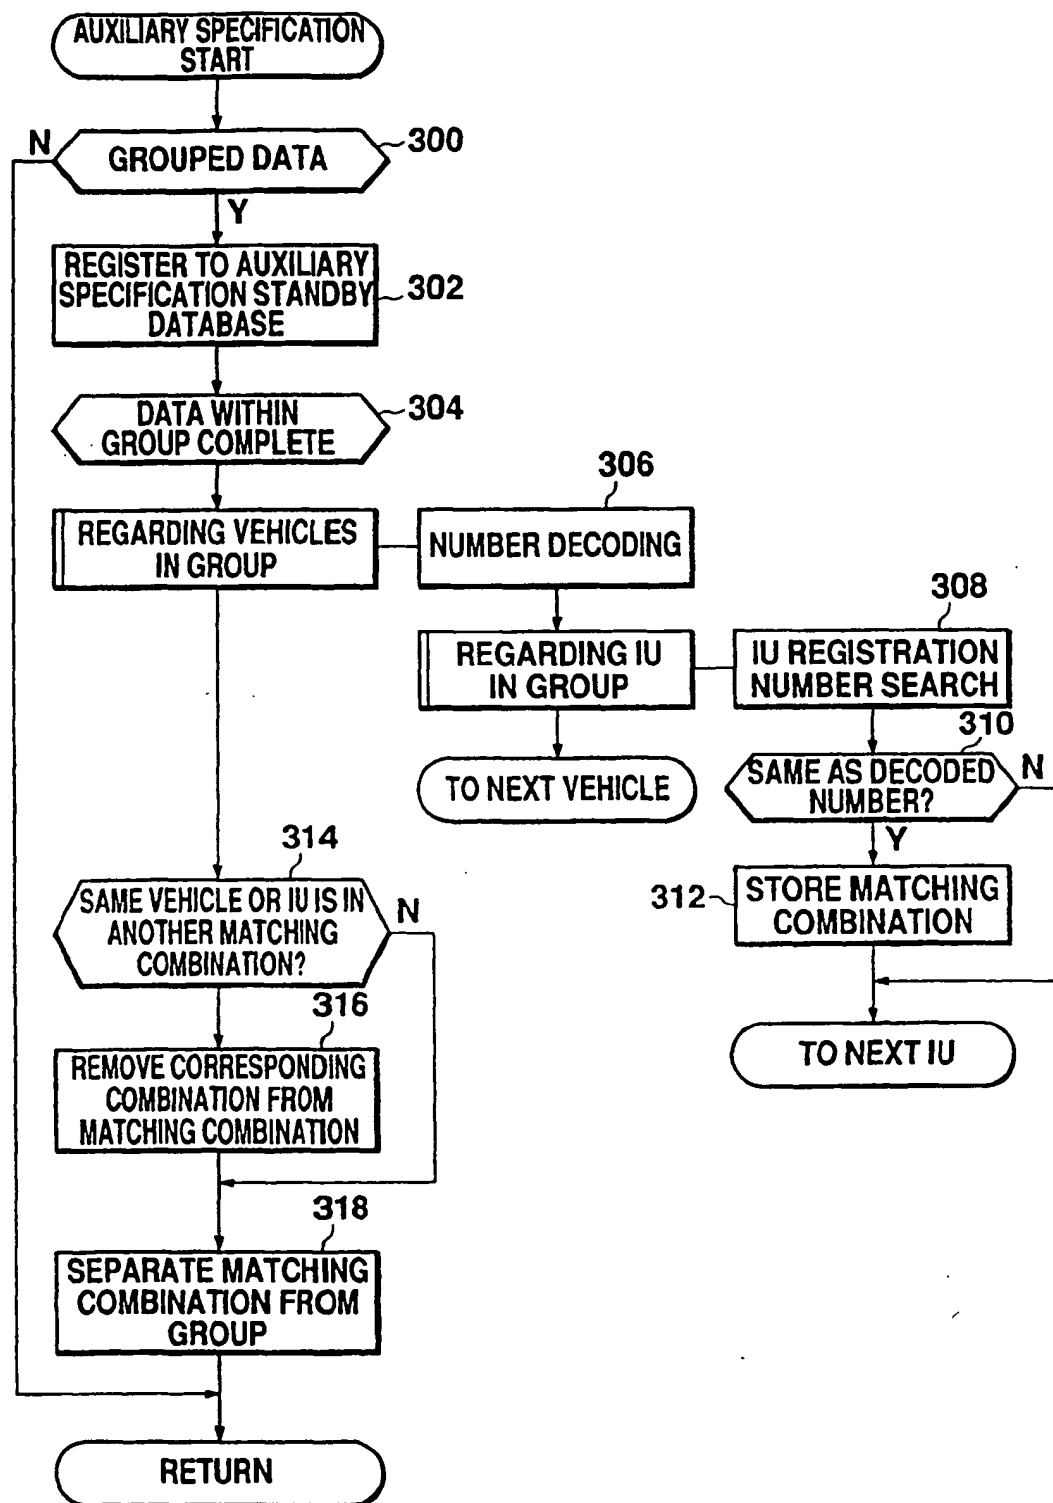 AUXILIARY SPECIFICATION
START
N
GROUPED DATA
300
Y
REGISTER TO AUXILIARY
SPECIFICATION STANDBY
DATABASE
302
DATA WITHIN
GROUP COMPLETE
304
REGARDING VEHICLES
IN GROUP
306
NUMBER DECODING
REGARDING IU
IN GROUP
308
IU REGISTRATION
NUMBER SEARCH
TO NEXT VEHICLE
310
SAME AS DECODED
NUMBER?
N
Y
312
STORE MATCHING
COMBINATION
TO NEXT IU
314
SAME VEHICLE OR IU IS IN
ANOTHER MATCHING
COMBINATION?
N
316
REMOVE CORRESPONDING
COMBINATION FROM
MATCHING COMBINATION
318
SEPARATE MATCHING
COMBINATION FROM
GROUP
RETURN